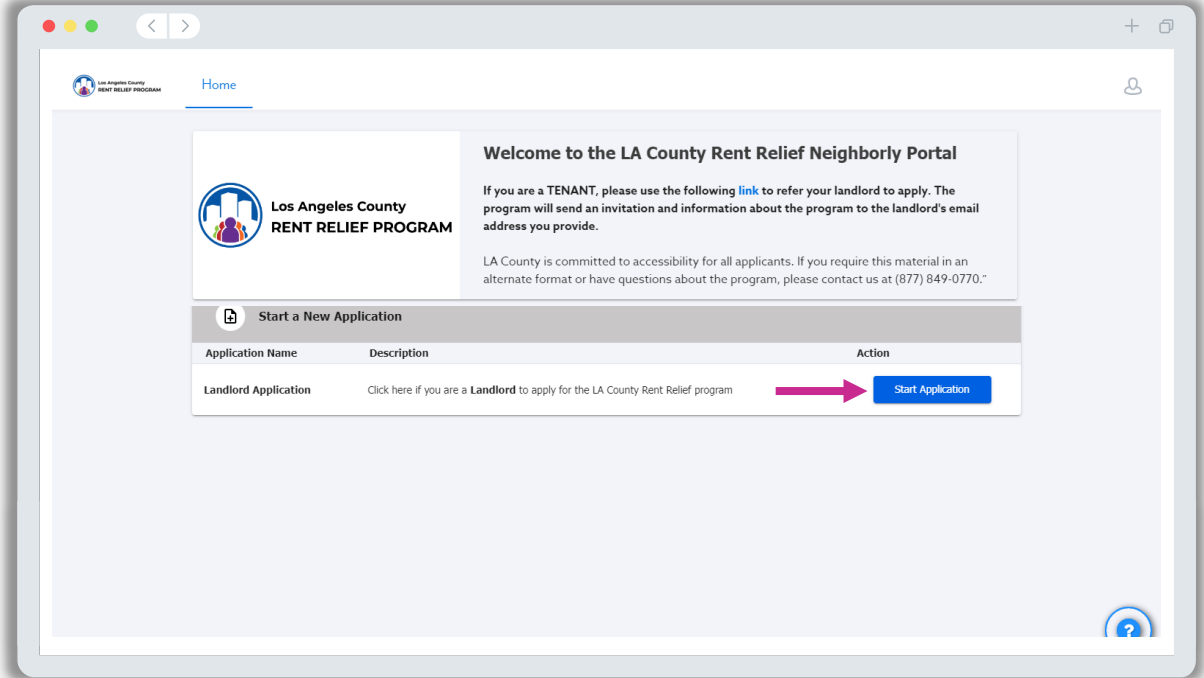 Los Angeles County
RENT RELIEF PROGRAM
Home
Los Angeles County
RENT RELIEF PROGRAM
Welcome to the LA County Rent Relief Neighborly Portal
If you are a TENANT, please use the following link to refer your landlord to apply. The
program will send an invitation and information about the program to the landlord's email
address you provide.
LA County is committed to accessibility for all applicants. If you require this material in an
alternate format or have questions about the program, please contact us at (877) 849-0770.”
Start a New Application
Application Name Description Action
Landlord Application Click here if you are a Landlord to apply for the LA County Rent Relief program Start Application
?